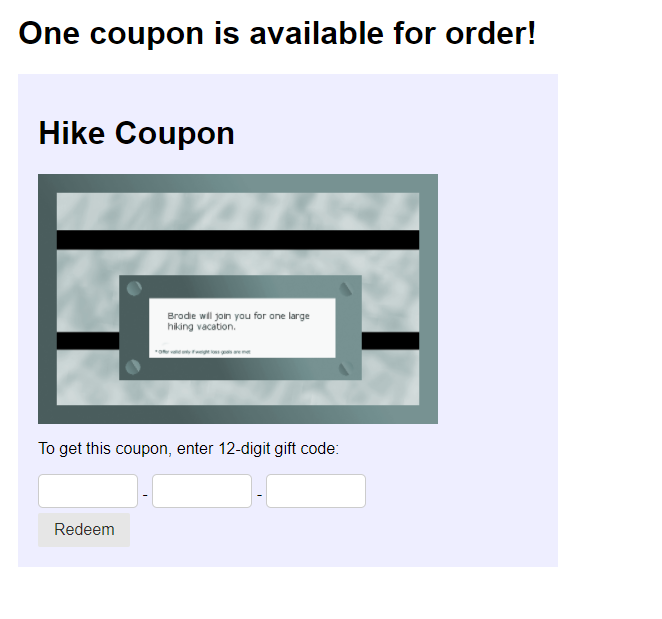 One coupon is available for order!
Hike Coupon
Brodie will join you for one large
hiking vacation.
* Offer valid only if weight loss goals are met
To get this coupon, enter 12-digit gift code:
- -
Redeem